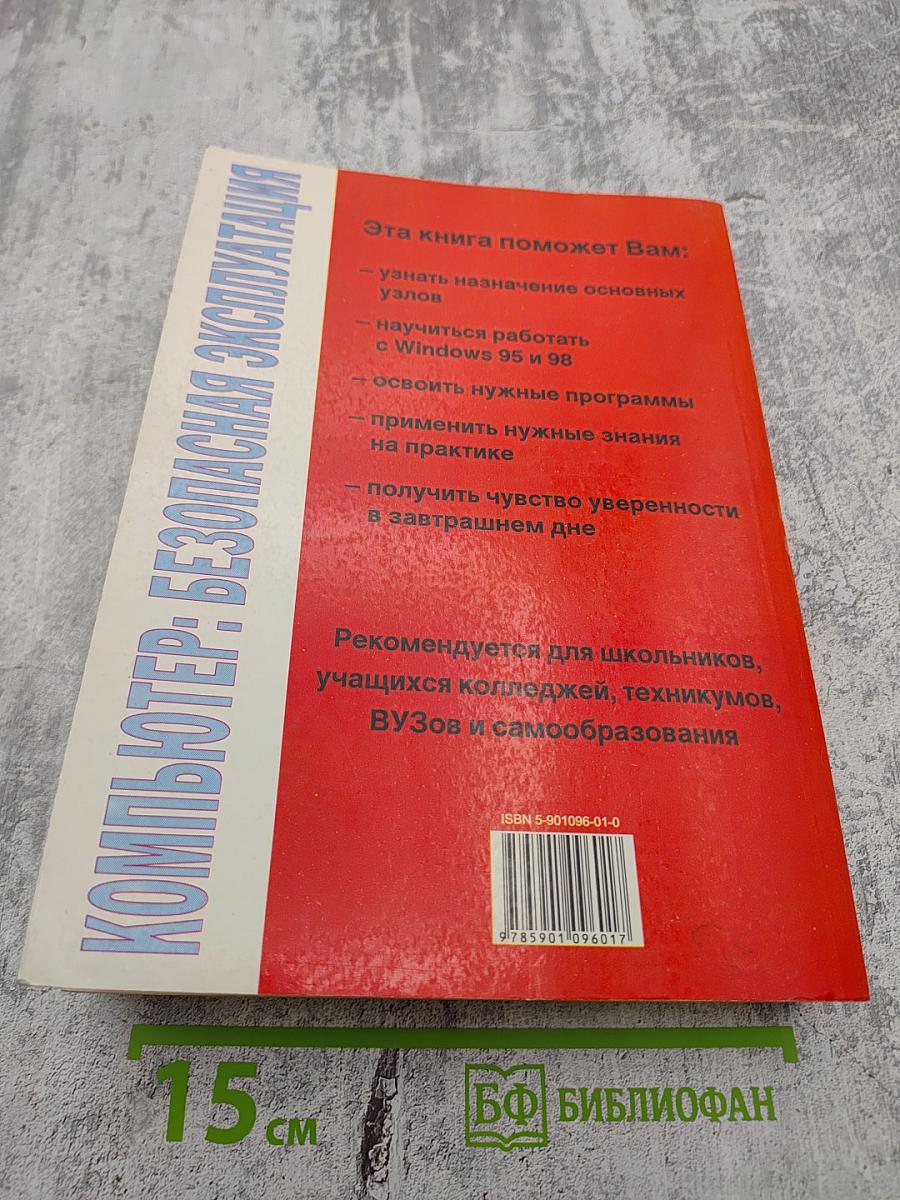 КОМПЬЮТЕР: БЕЗОПАСНАЯ ЭКСПЛУАТАЦИЯ
Эта книга поможет Вам:
– узнать назначение основных
узлов
– научиться работать
с Windows 95 и 98
– освоить нужные программы
– применить нужные знания
на практике
– получить чувство уверенности
в завтрашнем дне
Рекомендуется для школьников,
учащихся колледжей, техникумов,
ВУЗов и самообразования
ISBN 5-901096-01-0
9785901096017
15 см
БФ БИБЛИОФАН